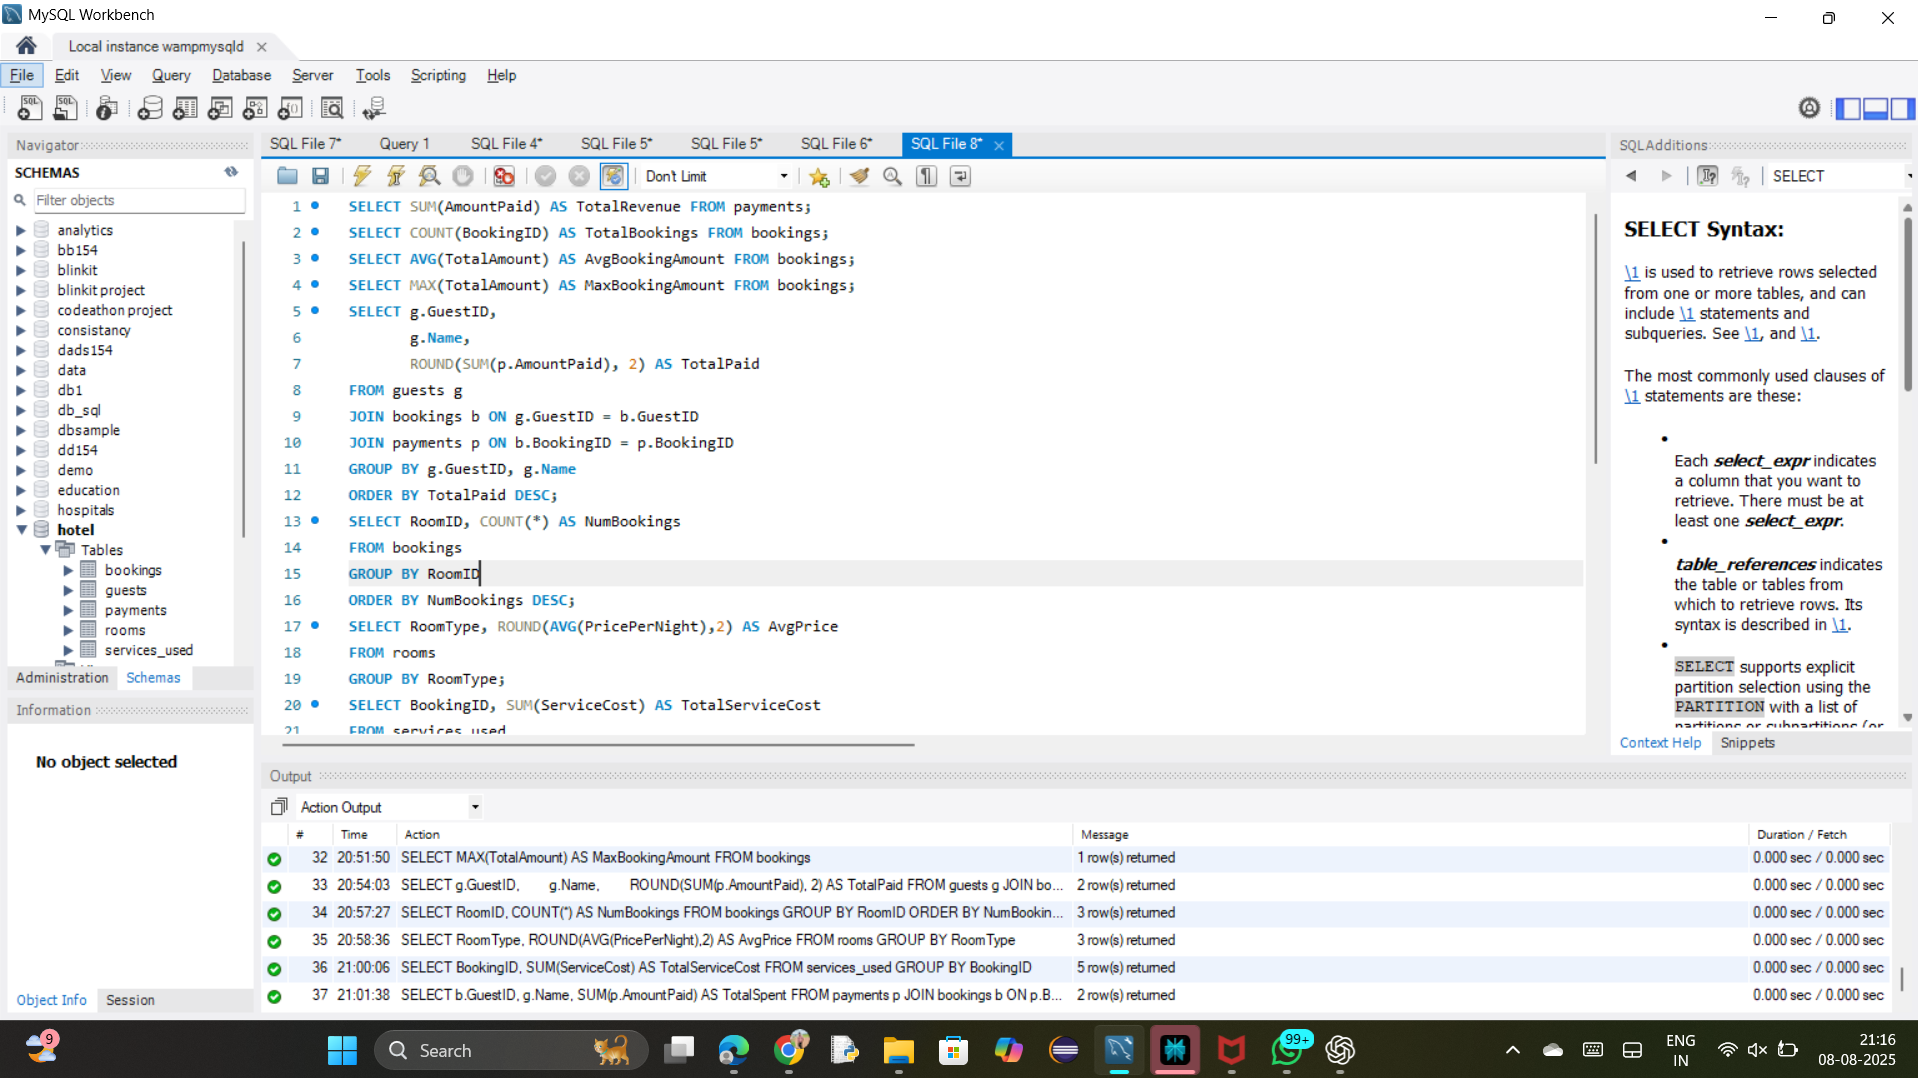 MySQL Workbench
Local instance wampmysqld
File Edit View Query Database Server Tools Scripting Help
Navigator
SCHEMAS
Filter objects
analytics
bb154
blinkit
blinkit project
codeathon project
consistancy
dads154
data
db1
db_sql
dbsample
dd154
demo
education
hospitals
hotel
Tables
bookings
guests
payments
rooms
services_used
Administration Schemas
Information
No object selected
Object Info Session
SQL File 7* Query 1 SQL File 4* SQL File 5* SQL File 5* SQL File 6* SQL File 8*
Don't Limit
1 SELECT SUM(AmountPaid) AS TotalRevenue FROM payments;
2 SELECT COUNT(BookingID) AS TotalBookings FROM bookings;
3 SELECT AVG(TotalAmount) AS AvgBookingAmount FROM bookings;
4 SELECT MAX(TotalAmount) AS MaxBookingAmount FROM bookings;
5 SELECT g.GuestID,
6 g.Name,
7 ROUND(SUM(p.AmountPaid), 2) AS TotalPaid
8 FROM guests g
9 JOIN bookings b ON g.GuestID = b.GuestID
10 JOIN payments p ON b.BookingID = p.BookingID
11 GROUP BY g.GuestID, g.Name
12 ORDER BY TotalPaid DESC;
13 SELECT RoomID, COUNT(*) AS NumBookings
14 FROM bookings
15 GROUP BY RoomID
16 ORDER BY NumBookings DESC;
17 SELECT RoomType, ROUND(AVG(PricePerNight),2) AS AvgPrice
18 FROM rooms
19 GROUP BY RoomType;
20 SELECT BookingID, SUM(ServiceCost) AS TotalServiceCost
21 FROM services_used
SQLAdditions
SELECT
SELECT Syntax:
\1 is used to retrieve rows selected
from one or more tables, and can
include \1 statements and
subqueries. See \1, and \1.
The most commonly used clauses of
\1 statements are these:
• Each select_expr indicates
a column that you want to
retrieve. There must be at
least one select_expr.
• table_references indicates
the table or tables from
which to retrieve rows. Its
syntax is described in \1.
• SELECT supports explicit
partition selection using the
PARTITION with a list of
partitions or subpartitions (or
Context Help Snippets
Output
Action Output
# Time Action Message Duration / Fetch
32 20:51:50 SELECT MAX(TotalAmount) AS MaxBookingAmount FROM bookings 1 row(s) returned 0.000 sec / 0.000 sec
33 20:54:03 SELECT g.GuestID, g.Name, ROUND(SUM(p.AmountPaid), 2) AS TotalPaid FROM guests g JOIN bo... 2 row(s) returned 0.000 sec / 0.000 sec
34 20:57:27 SELECT RoomID, COUNT(*) AS NumBookings FROM bookings GROUP BY RoomID ORDER BY NumBookin... 3 row(s) returned 0.000 sec / 0.000 sec
35 20:58:36 SELECT RoomType, ROUND(AVG(PricePerNight),2) AS AvgPrice FROM rooms GROUP BY RoomType 3 row(s) returned 0.000 sec / 0.000 sec
36 21:00:06 SELECT BookingID, SUM(ServiceCost) AS TotalServiceCost FROM services_used GROUP BY BookingID 5 row(s) returned 0.000 sec / 0.000 sec
37 21:01:38 SELECT b.GuestID, g.Name, SUM(p.AmountPaid) AS TotalSpent FROM payments p JOIN bookings b ON p.B... 2 row(s) returned 0.000 sec / 0.000 sec
9
Search
99+
ENG
IN
21:16
08-08-2025